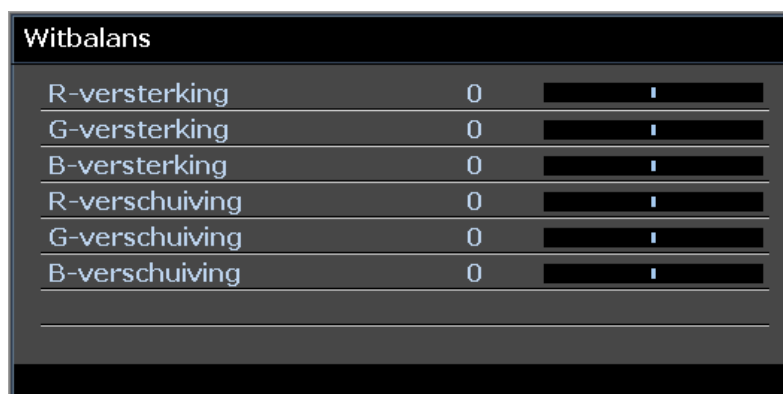 Witbalans
R-versterking 0
G-versterking 0
B-versterking 0
R-verschuiving 0
G-verschuiving 0
B-verschuiving 0